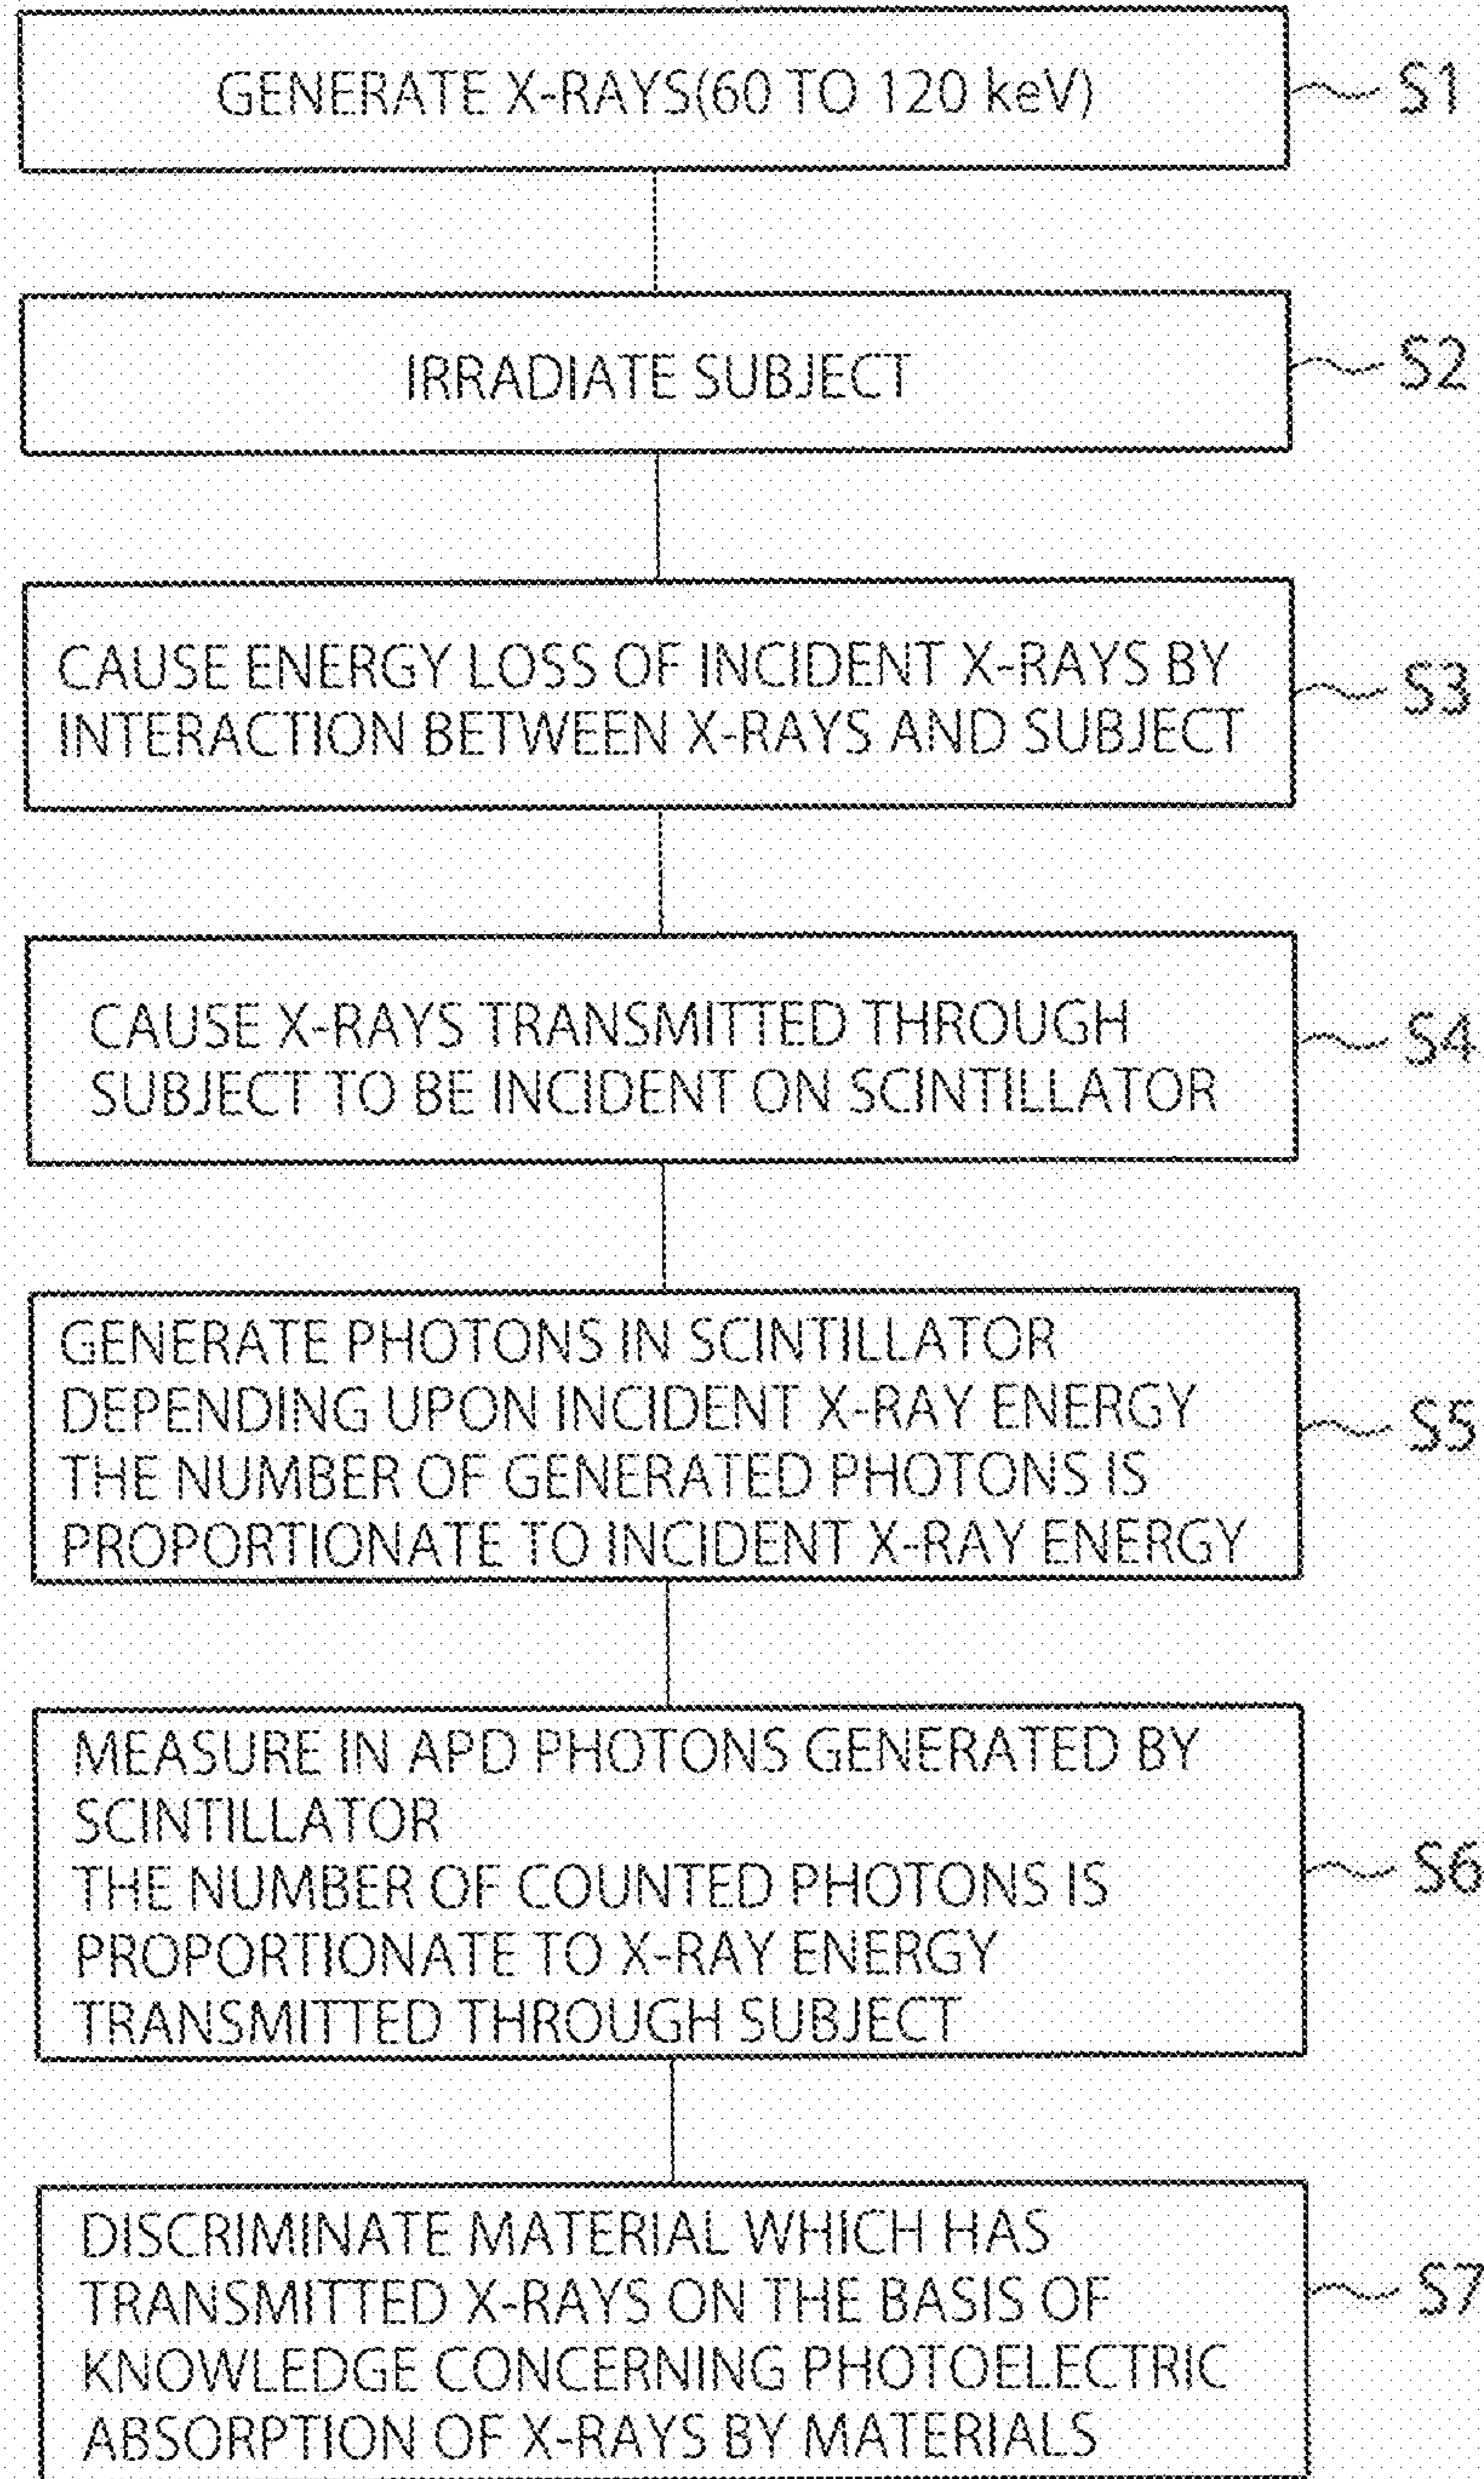 GENERATE X-RAYS(60 TO 120 keV)
S1
IRRADIATE SUBJECT
S2
CAUSE ENERGY LOSS OF INCIDENT X-RAYS BY
INTERACTION BETWEEN X-RAYS AND SUBJECT
S3
CAUSE X-RAYS TRANSMITTED THROUGH
SUBJECT TO BE INCIDENT ON SCINTILLATOR
S4
GENERATE PHOTONS IN SCINTILLATOR
DEPENDING UPON INCIDENT X-RAY ENERGY
THE NUMBER OF GENERATED PHOTONS IS
PROPORTIONATE TO INCIDENT X-RAY ENERGY
S5
MEASURE IN APD PHOTONS GENERATED BY
SCINTILLATOR
THE NUMBER OF COUNTED PHOTONS IS
PROPORTIONATE TO X-RAY ENERGY
TRANSMITTED THROUGH SUBJECT
S6
DISCRIMINATE MATERIAL WHICH HAS
TRANSMITTED X-RAYS ON THE BASIS OF
KNOWLEDGE CONCERNING PHOTOELECTRIC
ABSORPTION OF X-RAYS BY MATERIALS
S7